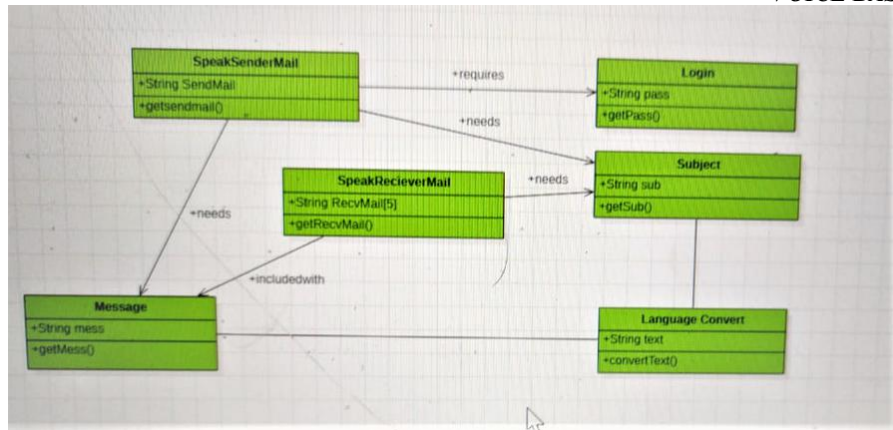 SpeakSenderMail
+String SendMail
+getsendmail()
+requires
Login
+String pass
+getPass()
+needs
Subject
+String sub
+getSub()
SpeakRecieverMail
+String RecvMail[5]
+getRecvMail()
+needs
+needs
+includedwith
Message
+String mess
+getMess()
Language Convert
+String text
+convertText()